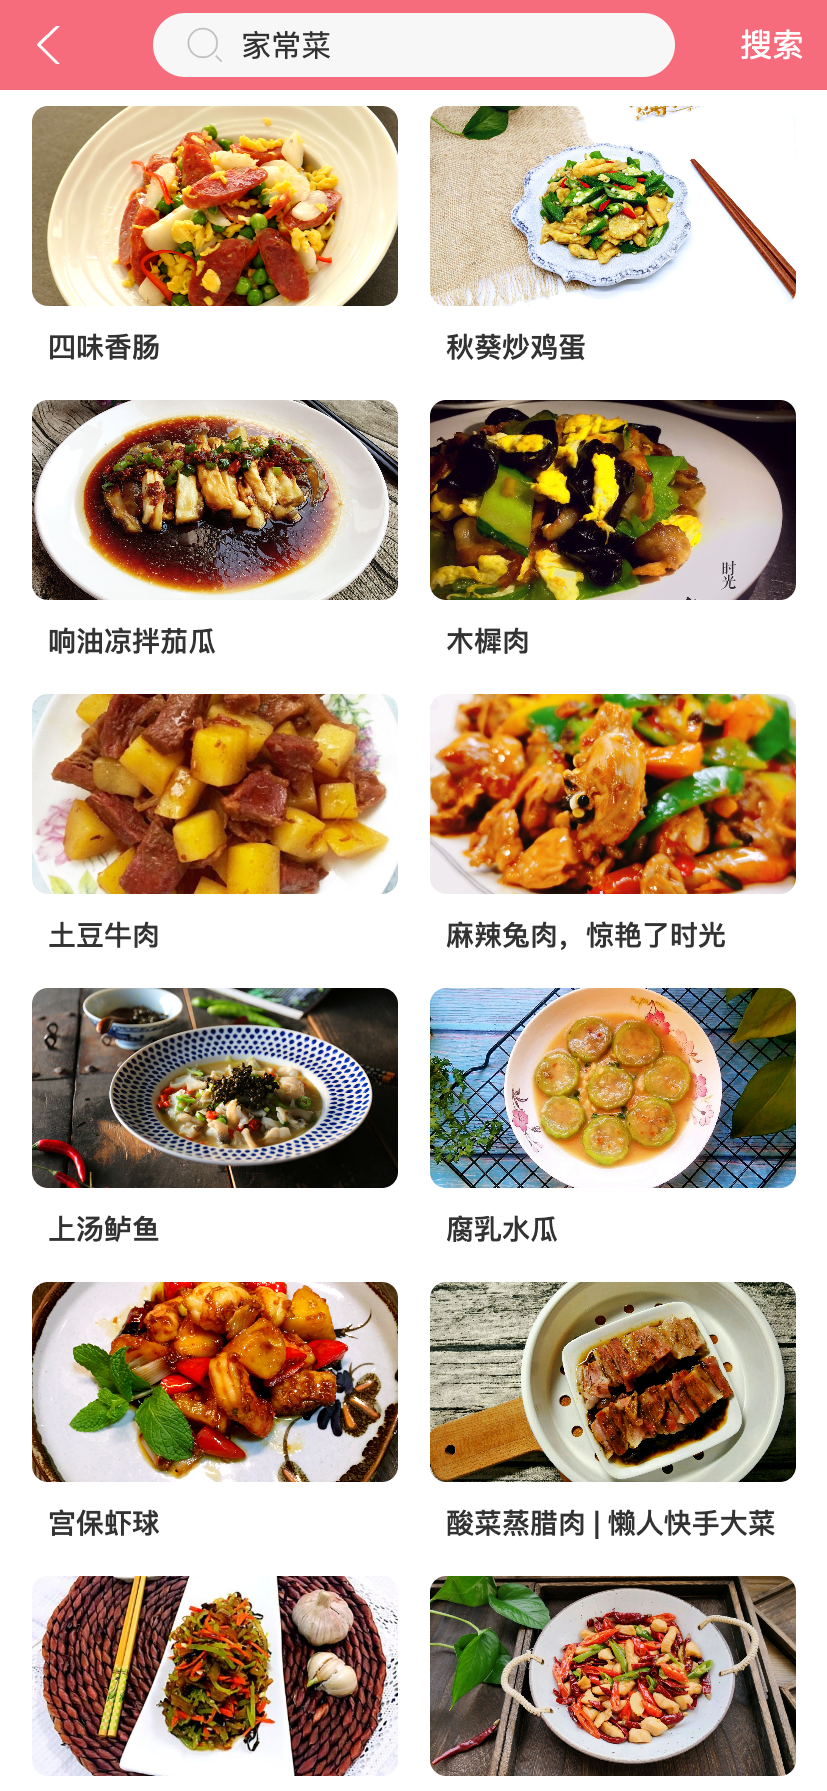 家常菜
搜索
四味香肠
秋葵炒鸡蛋
响油凉拌茄瓜
木樨肉
时光
土豆牛肉
麻辣兔肉，惊艳了时光
上汤鲈鱼
腐乳水瓜
宫保虾球
酸菜蒸腊肉 | 懒人快手大菜